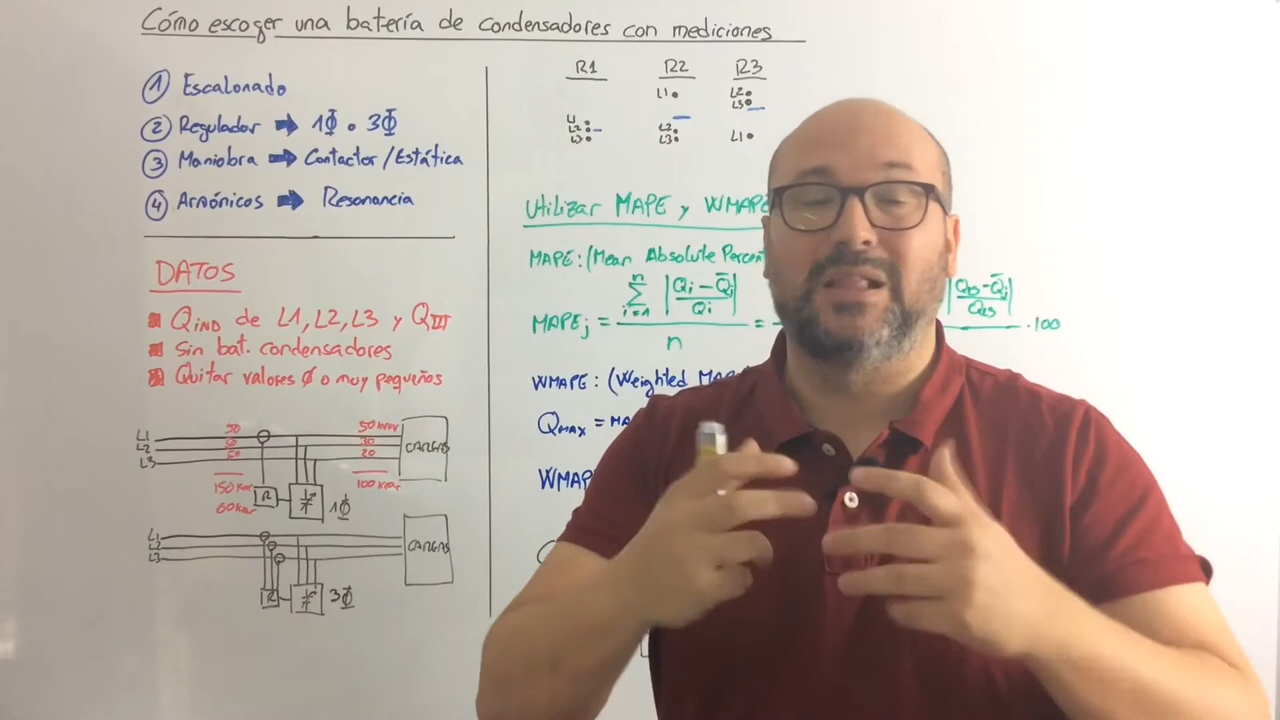 Cómo escoger una batería de condensadores con mediciones
1 Escalonado
2 Regulador ➡ 1Φ o 3Φ
3 Maniobra ➡ Contactor/Estática
4 Armónicos ➡ Resonancia
DATOS
QIND de L1, L2, L3 y QIII
Sin bat. condensadores
Quitar valores Ø o muy pequeños
L1 50 50 kvar
L2 30
L3 20
CARGAS
150 kvar 100 kvar
60 kvar
R 1Φ
L1
L2
L3
CARGAS
R 3Φ
R1 R2 R3
L1 L2
L3
L1
L2 L2
L3 L3 L1
Utilizar MAPE y WMAPE
MAPE: (Mean Absolute Percent
MAPEj = Σ i=1 n |Qi - Q̄j / Qi| / n = |Qt3 - Q̄j / Qt3| · 100
WMAPE: (Weighted MAP
QMAX = MA
WMAP